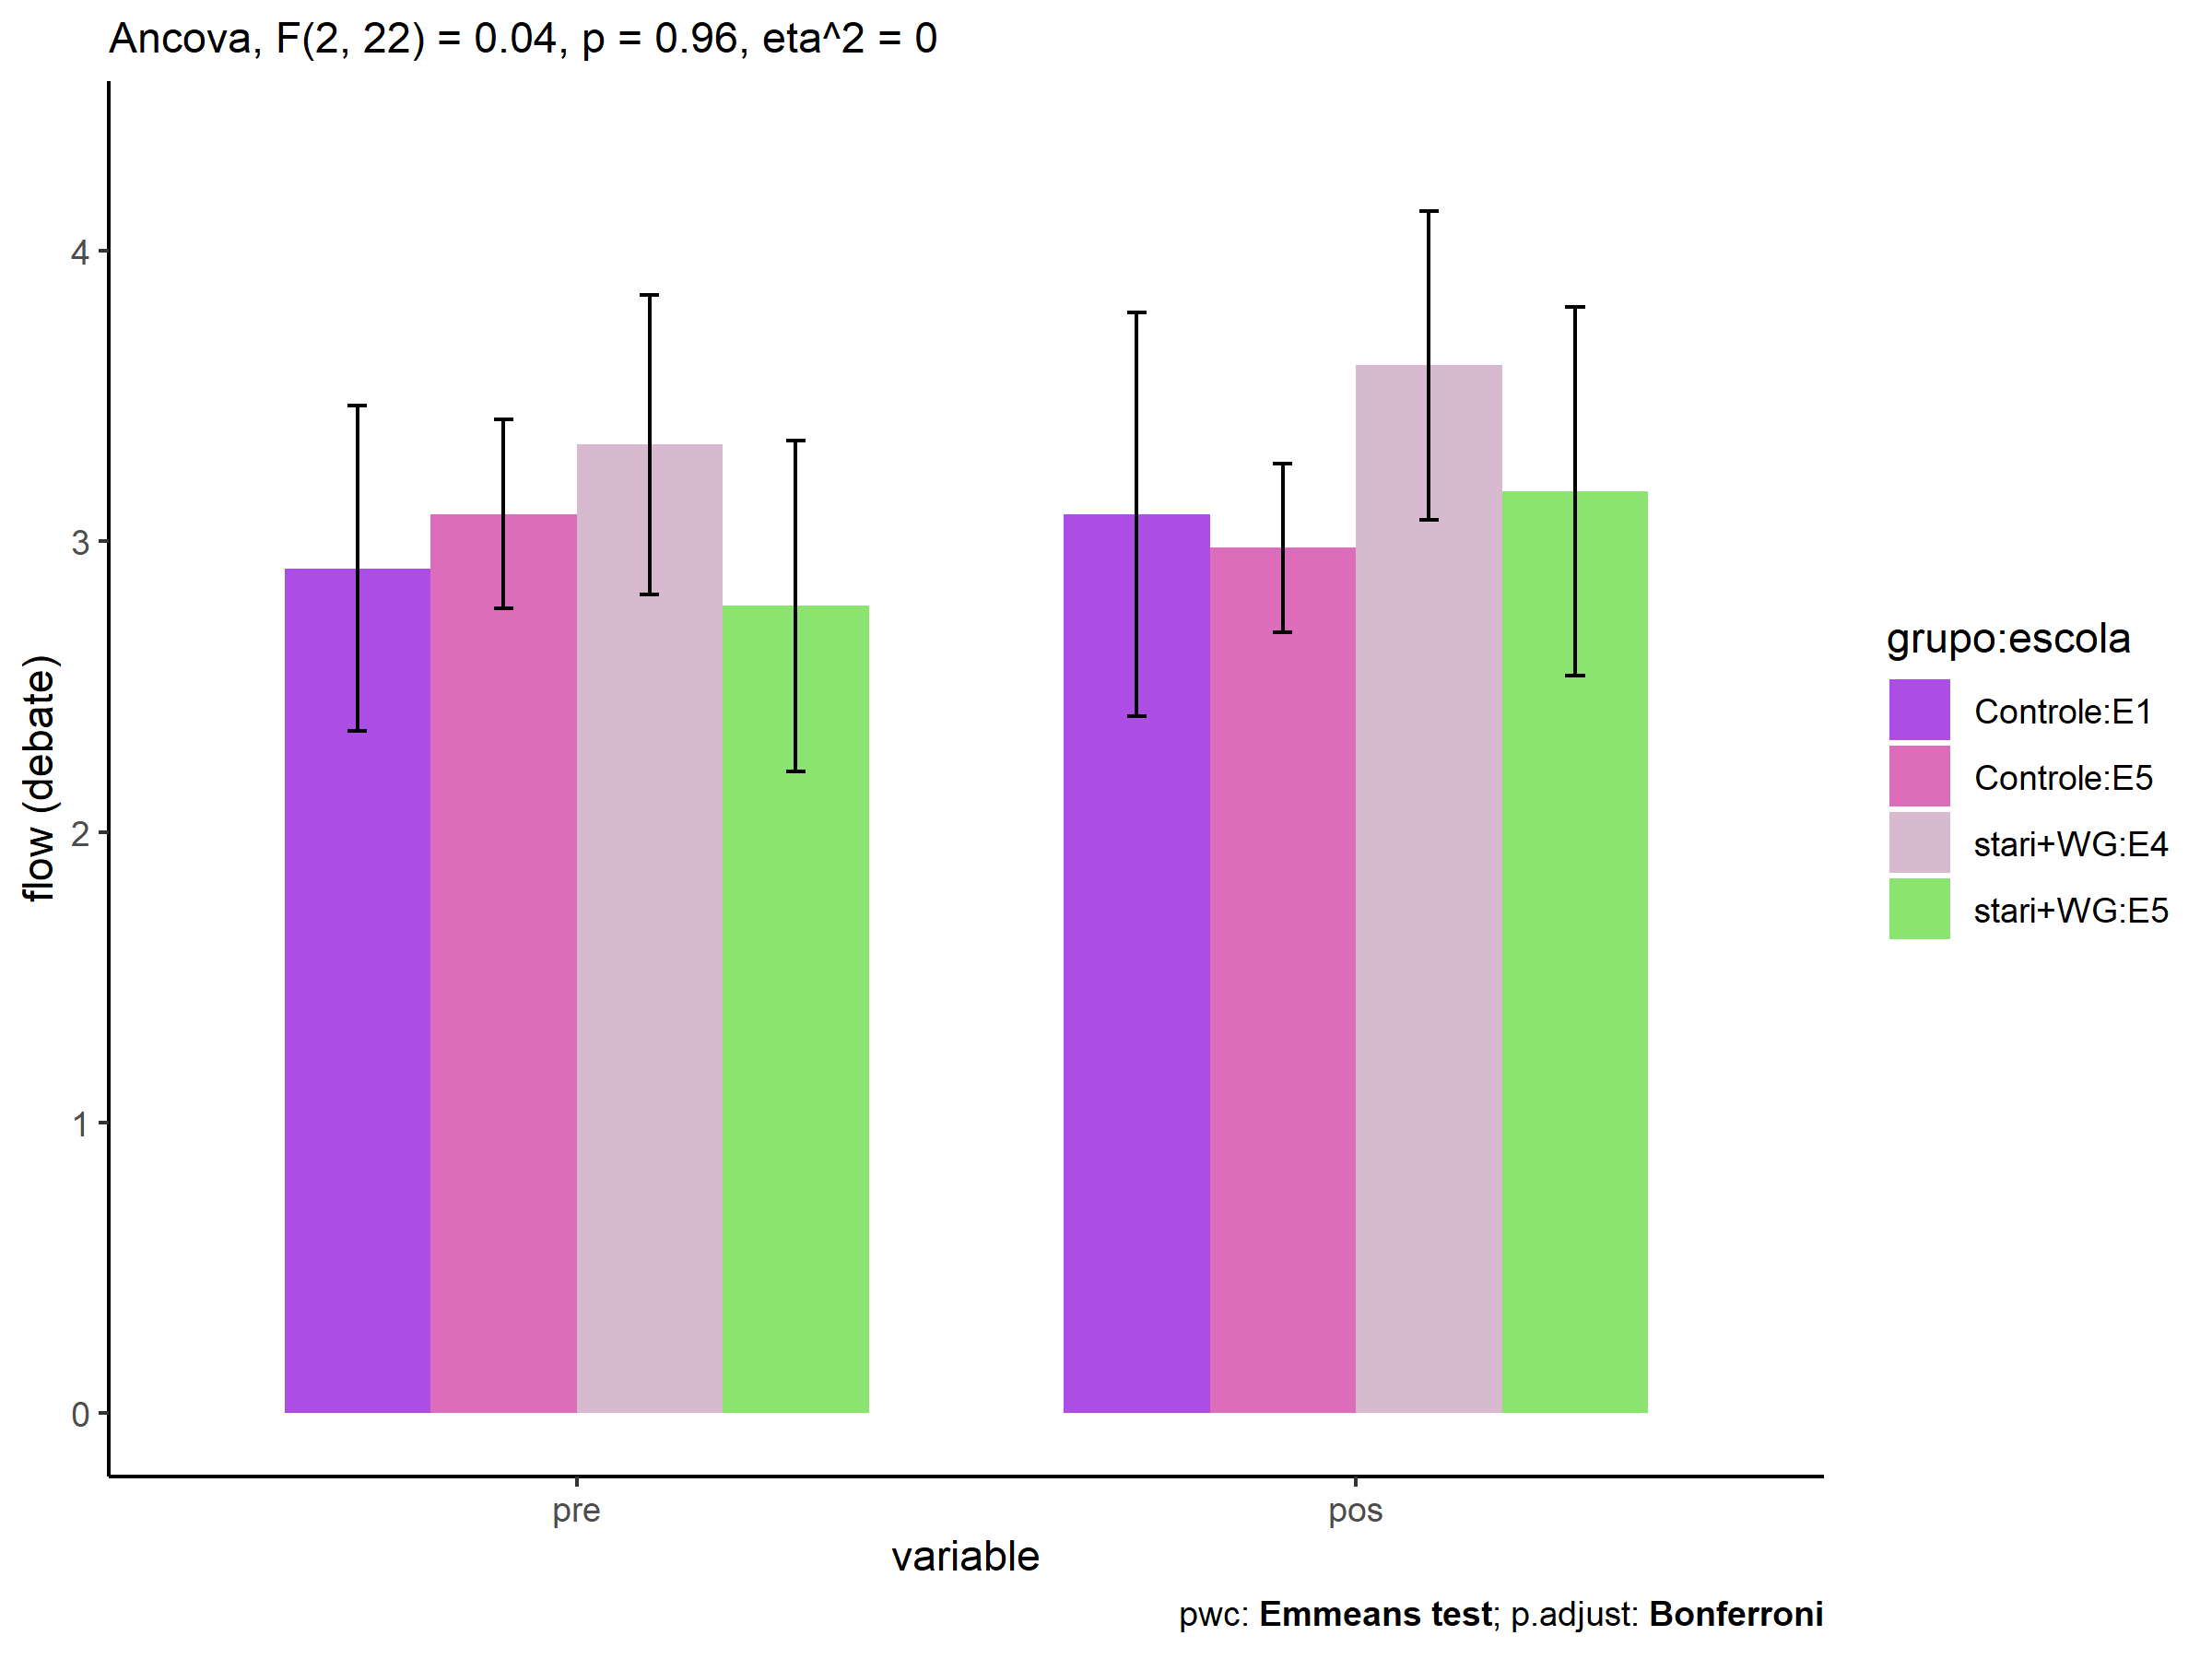 Ancova, F(2, 22) = 0.04, p = 0.96, eta^2 = 0
4
3
2
1
0
flow (debate)
pre
pos
variable
grupo:escola
Controle:E1
Controle:E5
stari+WG:E4
stari+WG:E5
pwc: Emmeans test; p.adjust: Bonferroni